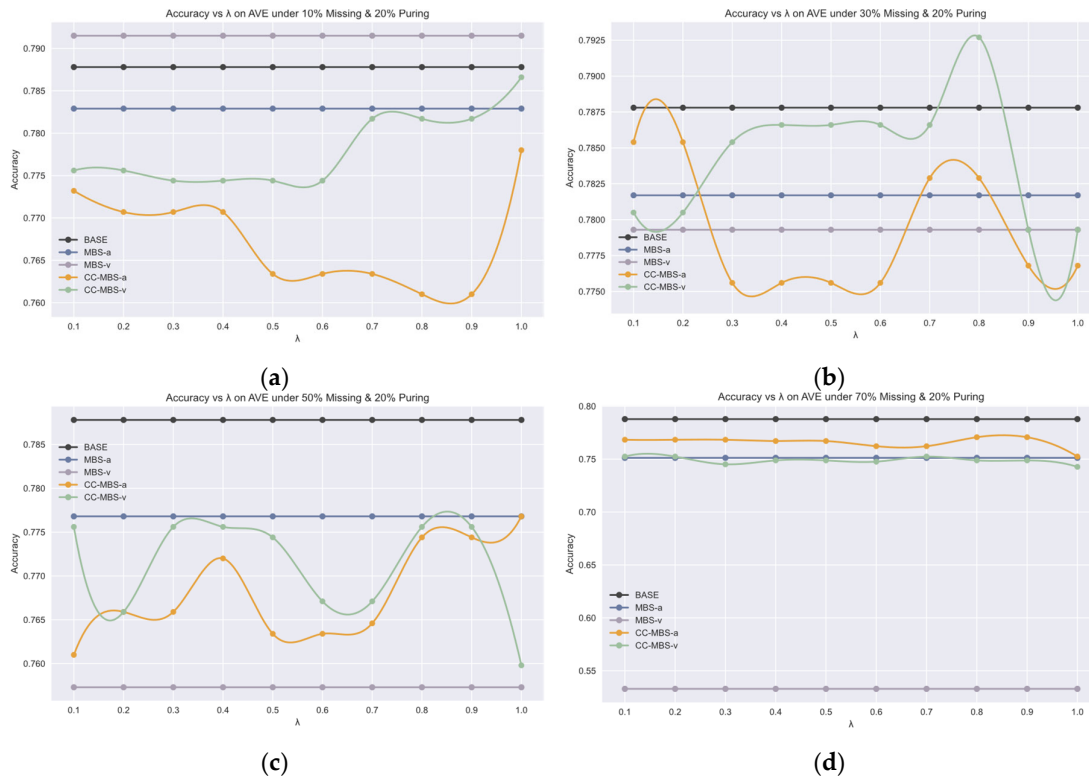 Accuracy vs λ on AVE under 10% Missing & 20% Puring
Accuracy
0.790
0.785
0.780
0.775
0.770
0.765
0.760
BASE
MBS-a
MBS-v
CC-MBS-a
CC-MBS-v
0.1 0.2 0.3 0.4 0.5 0.6 0.7 0.8 0.9 1.0
λ
(a)
Accuracy vs λ on AVE under 30% Missing & 20% Puring
Accuracy
0.7925
0.7900
0.7875
0.7850
0.7825
0.7800
0.7775
0.7750
BASE
MBS-a
MBS-v
CC-MBS-a
CC-MBS-v
0.1 0.2 0.3 0.4 0.5 0.6 0.7 0.8 0.9 1.0
λ
(b)
Accuracy vs λ on AVE under 50% Missing & 20% Puring
Accuracy
0.785
0.780
0.775
0.770
0.765
0.760
BASE
MBS-a
MBS-v
CC-MBS-a
CC-MBS-v
0.1 0.2 0.3 0.4 0.5 0.6 0.7 0.8 0.9 1.0
λ
(c)
Accuracy vs λ on AVE under 70% Missing & 20% Puring
Accuracy
0.80
0.75
0.70
0.65
0.60
0.55
BASE
MBS-a
MBS-v
CC-MBS-a
CC-MBS-v
0.1 0.2 0.3 0.4 0.5 0.6 0.7 0.8 0.9 1.0
λ
(d)